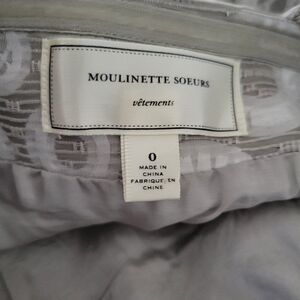 MOULINETTE SOEURS
vêtements
0
MADE IN
CHINA
FABRIQUÉ EN
CHINE